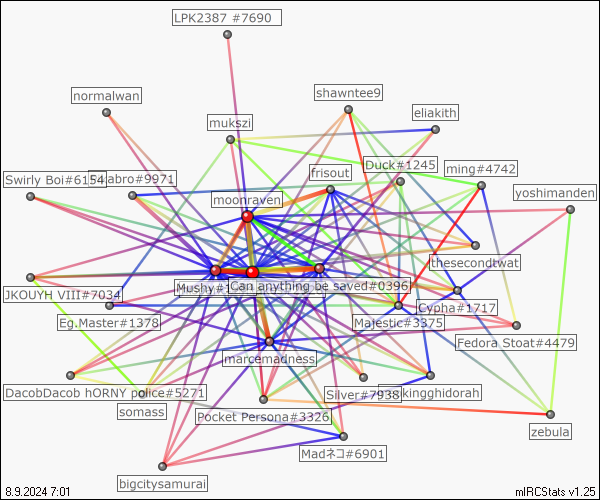 LPK2387 #7690
normalwan
shawntee9
eliakith
mukszi
Duck#1245
ming#4742
frisout
Swirly Boi#6154
abro#9971
yoshimanden
moonraven
thesecondtwat
Mushy#
Can anything be saved#0396
JKOUYH VIII#7034
Cypha#1717
Eg.Master#1378
Majestic#3375
Fedora Stoat#4479
marcemadness
DacobDacob hORNY police#5271
Silver#7938
kingghidorah
somass
Pocket Persona#3326
zebula
Madネコ#6901
bigcitysamurai
8.9.2024 7:01
mIRCStats v1.25